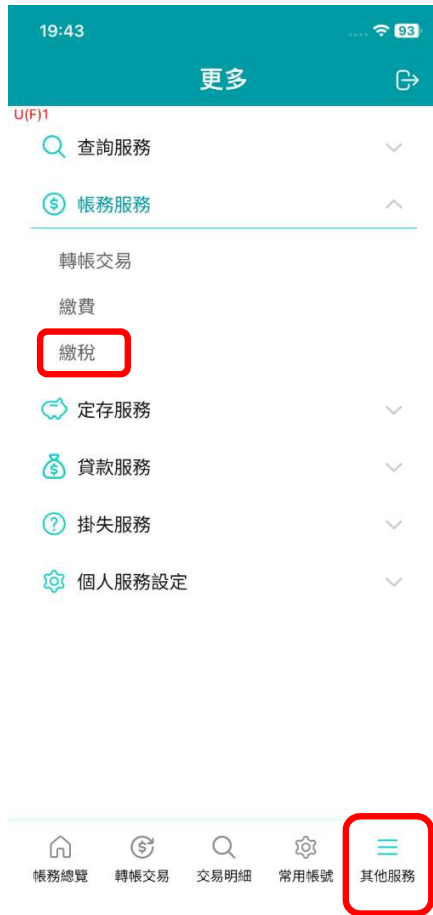 19:43
93
更多
U(F)1
查詢服務
帳務服務
轉帳交易
繳費
繳稅
定存服務
貸款服務
掛失服務
個人服務設定
帳務總覽 轉帳交易 交易明細 常用帳號 其他服務